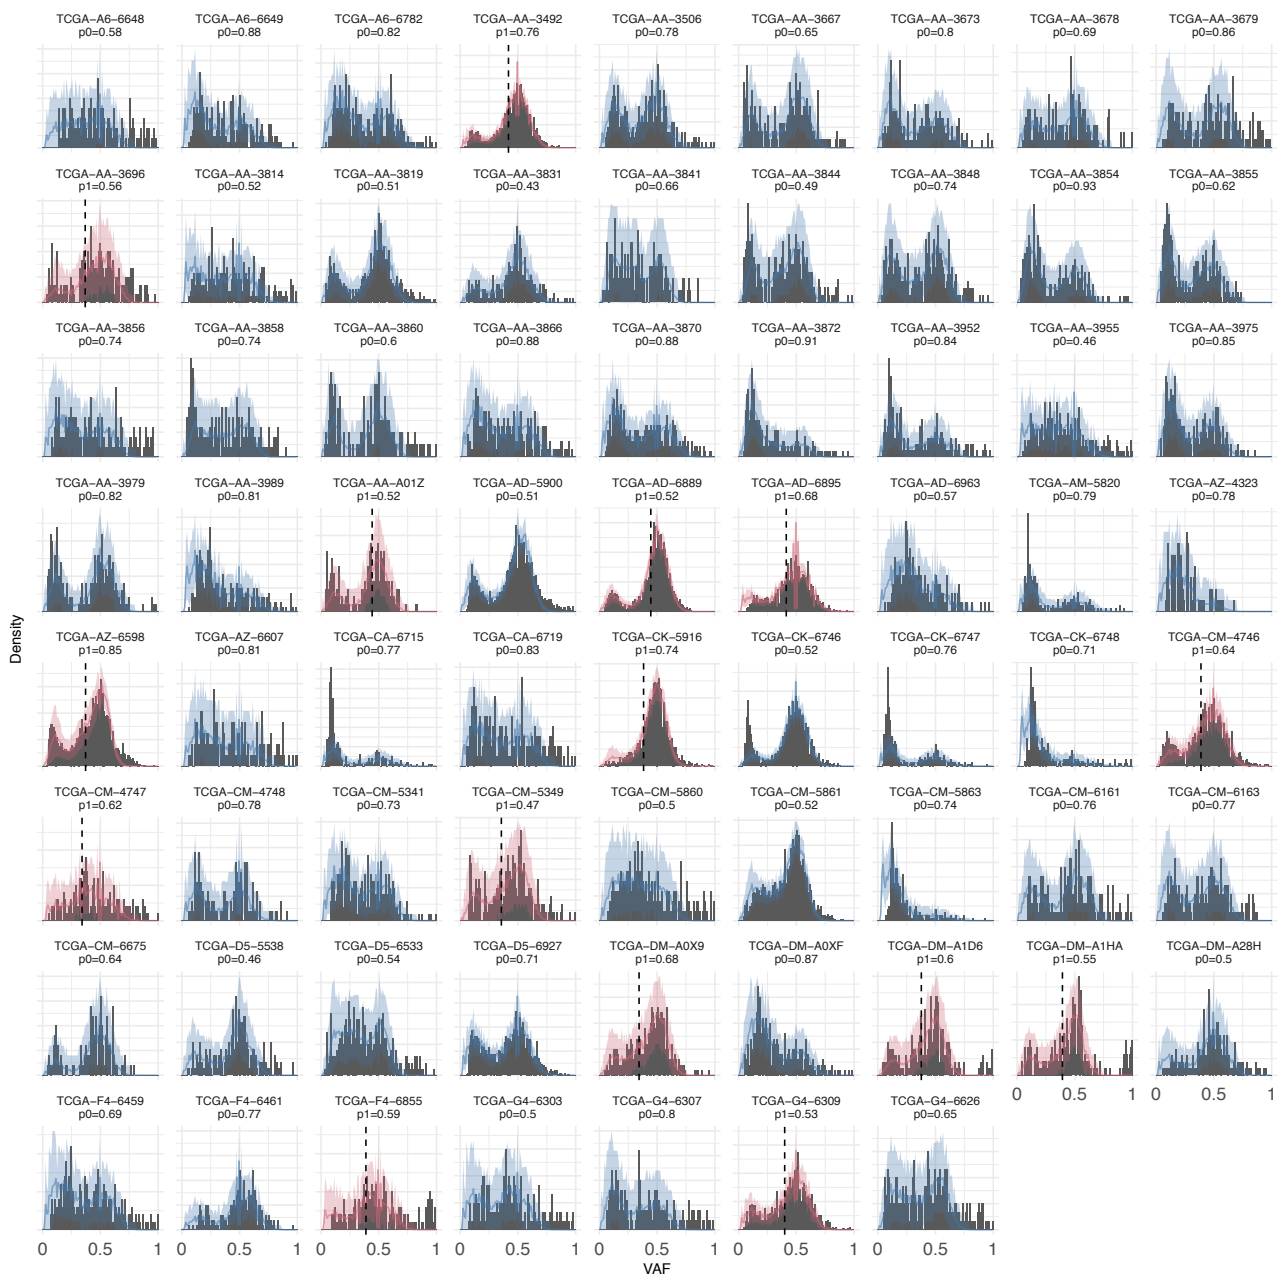 TCGA−A6−6648 TCGA−A6−6649 TCGA−A6−6782 TCGA−AA−3492 TCGA−AA−3506 TCGA−AA−3667 TCGA−AA−3673 TCGA−AA−3678 TCGA−AA−3679
p0=0.58 p0=0.88 p0=0.82 p1=0.76 p0=0.78 p0=0.65 p0=0.8 p0=0.69 p0=0.86
TCGA−AA−3696 TCGA−AA−3814 TCGA−AA−3819 TCGA−AA−3831 TCGA−AA−3841 TCGA−AA−3844 TCGA−AA−3848 TCGA−AA−3854 TCGA−AA−3855
p1=0.56 p0=0.52 p0=0.51 p0=0.43 p0=0.66 p0=0.49 p0=0.74 p0=0.93 p0=0.62
TCGA−AA−3856 TCGA−AA−3858 TCGA−AA−3860 TCGA−AA−3866 TCGA−AA−3870 TCGA−AA−3872 TCGA−AA−3952 TCGA−AA−3955 TCGA−AA−3975
p0=0.74 p0=0.74 p0=0.6 p0=0.88 p0=0.88 p0=0.91 p0=0.84 p0=0.46 p0=0.85
TCGA−AA−3979 TCGA−AA−3989 TCGA−AA−A01Z TCGA−AD−5900 TCGA−AD−6889 TCGA−AD−6895 TCGA−AD−6963 TCGA−AM−5820 TCGA−AZ−4323
p0=0.82 p0=0.81 p1=0.52 p0=0.51 p1=0.52 p1=0.68 p0=0.57 p0=0.79 p0=0.78
TCGA−AZ−6598 TCGA−AZ−6607 TCGA−CA−6715 TCGA−CA−6719 TCGA−CK−5916 TCGA−CK−6746 TCGA−CK−6747 TCGA−CK−6748 TCGA−CM−4746
p1=0.85 p0=0.81 p0=0.77 p0=0.83 p1=0.74 p0=0.52 p0=0.76 p0=0.71 p1=0.64
TCGA−CM−4747 TCGA−CM−4748 TCGA−CM−5341 TCGA−CM−5349 TCGA−CM−5860 TCGA−CM−5861 TCGA−CM−5863 TCGA−CM−6161 TCGA−CM−6163
p1=0.62 p0=0.78 p0=0.73 p1=0.47 p0=0.5 p0=0.52 p0=0.74 p0=0.76 p0=0.77
TCGA−CM−6675 TCGA−D5−5538 TCGA−D5−6533 TCGA−D5−6927 TCGA−DM−A0X9 TCGA−DM−A0XF TCGA−DM−A1D6 TCGA−DM−A1HA TCGA−DM−A28H
p0=0.64 p0=0.46 p0=0.54 p0=0.71 p1=0.68 p0=0.87 p1=0.6 p1=0.55 p0=0.5
0 0.5 1 0 0.5 1
TCGA−F4−6459 TCGA−F4−6461 TCGA−F4−6855 TCGA−G4−6303 TCGA−G4−6307 TCGA−G4−6309 TCGA−G4−6626
p0=0.69 p0=0.77 p1=0.59 p0=0.5 p0=0.8 p1=0.53 p0=0.65
0 0.5 1 0 0.5 1 0 0.5 1 0 0.5 1 0 0.5 1 0 0.5 1 0 0.5 1
VAF
Density